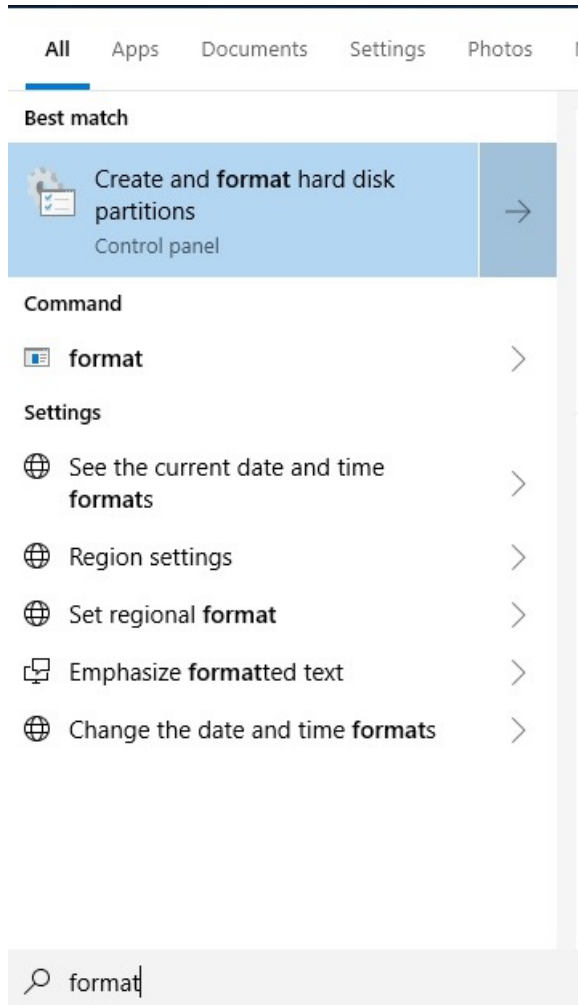 All Apps Documents Settings Photos
Best match
Create and format hard disk
partitions
Control panel
Command
format
Settings
See the current date and time
formats
Region settings
Set regional format
Emphasize formatted text
Change the date and time formats
format